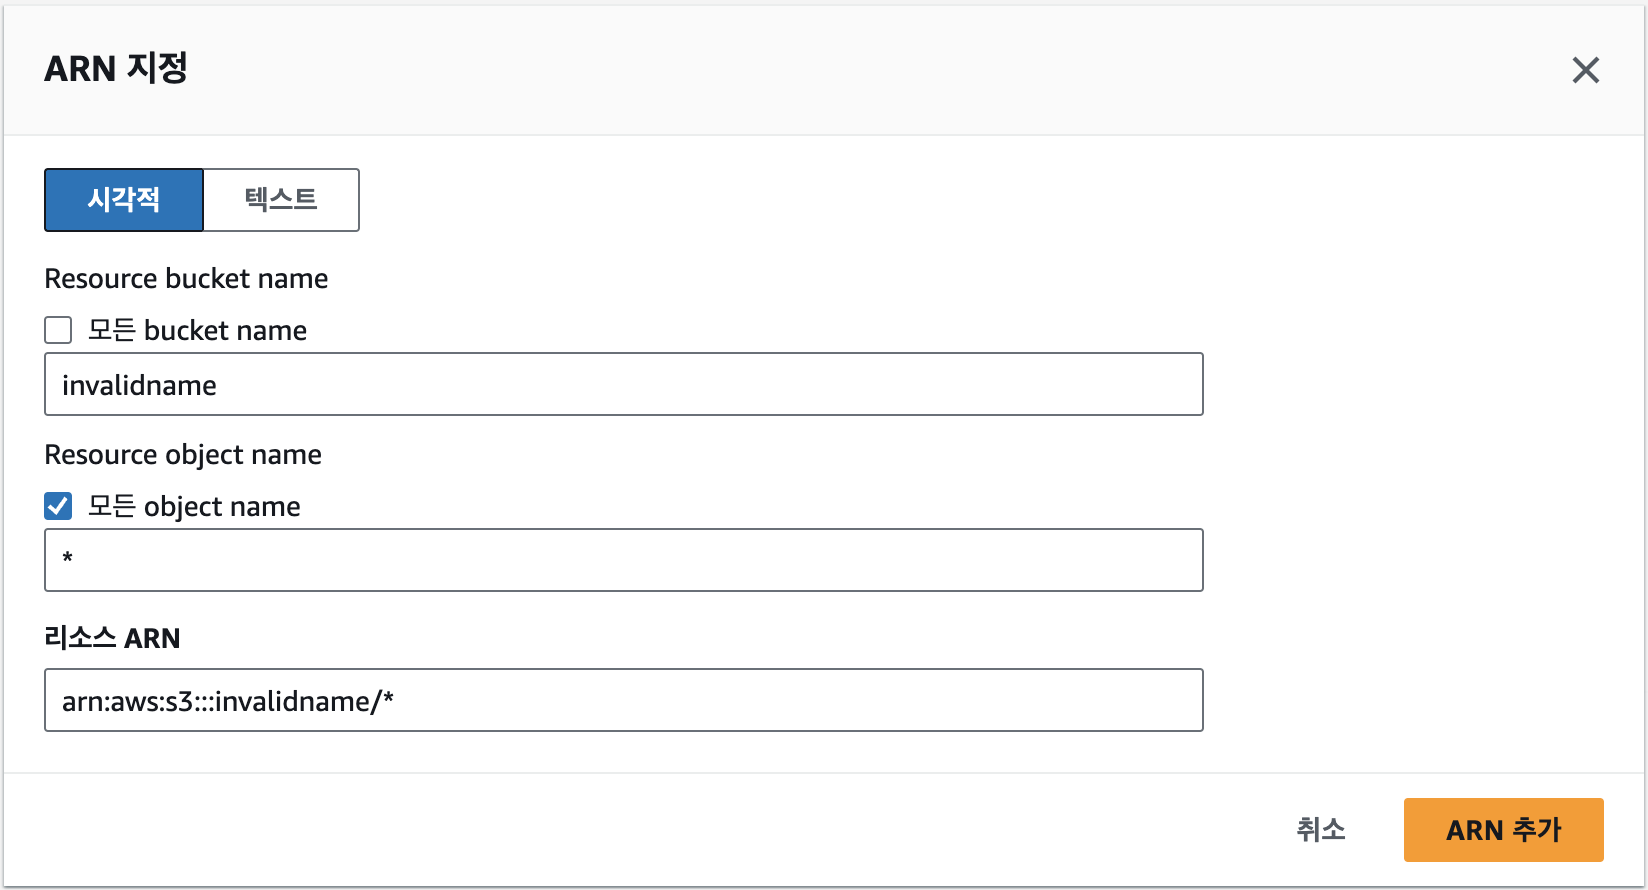 ARN 지정
시각적 텍스트
Resource bucket name
모든 bucket name
invalidname
Resource object name
모든 object name
*
리소스 ARN
arn:aws:s3:::invalidname/*
취소 ARN 추가